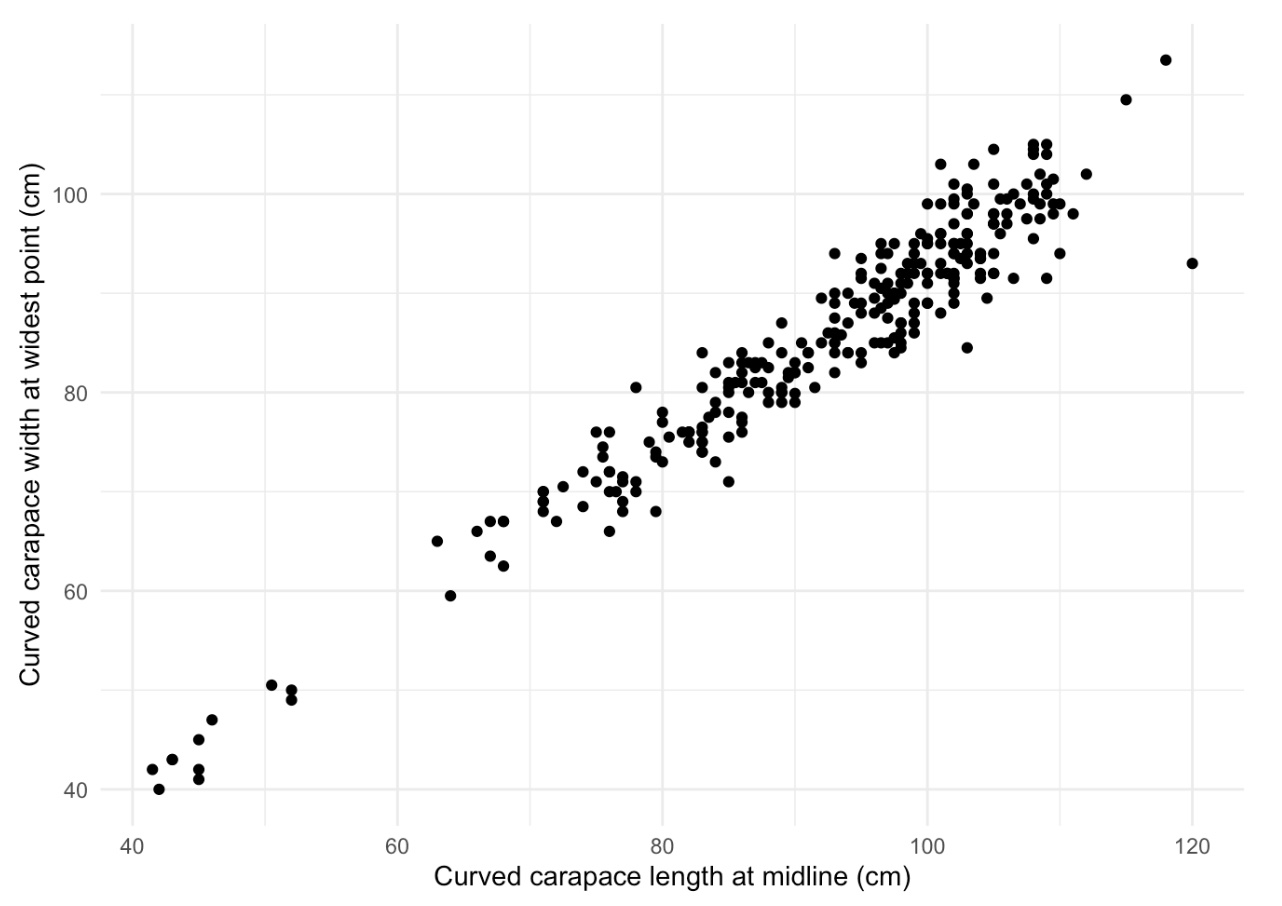 Curved carapace width at widest point (cm)
100
80
60
40
40 60 80 100 120
Curved carapace length at midline (cm)